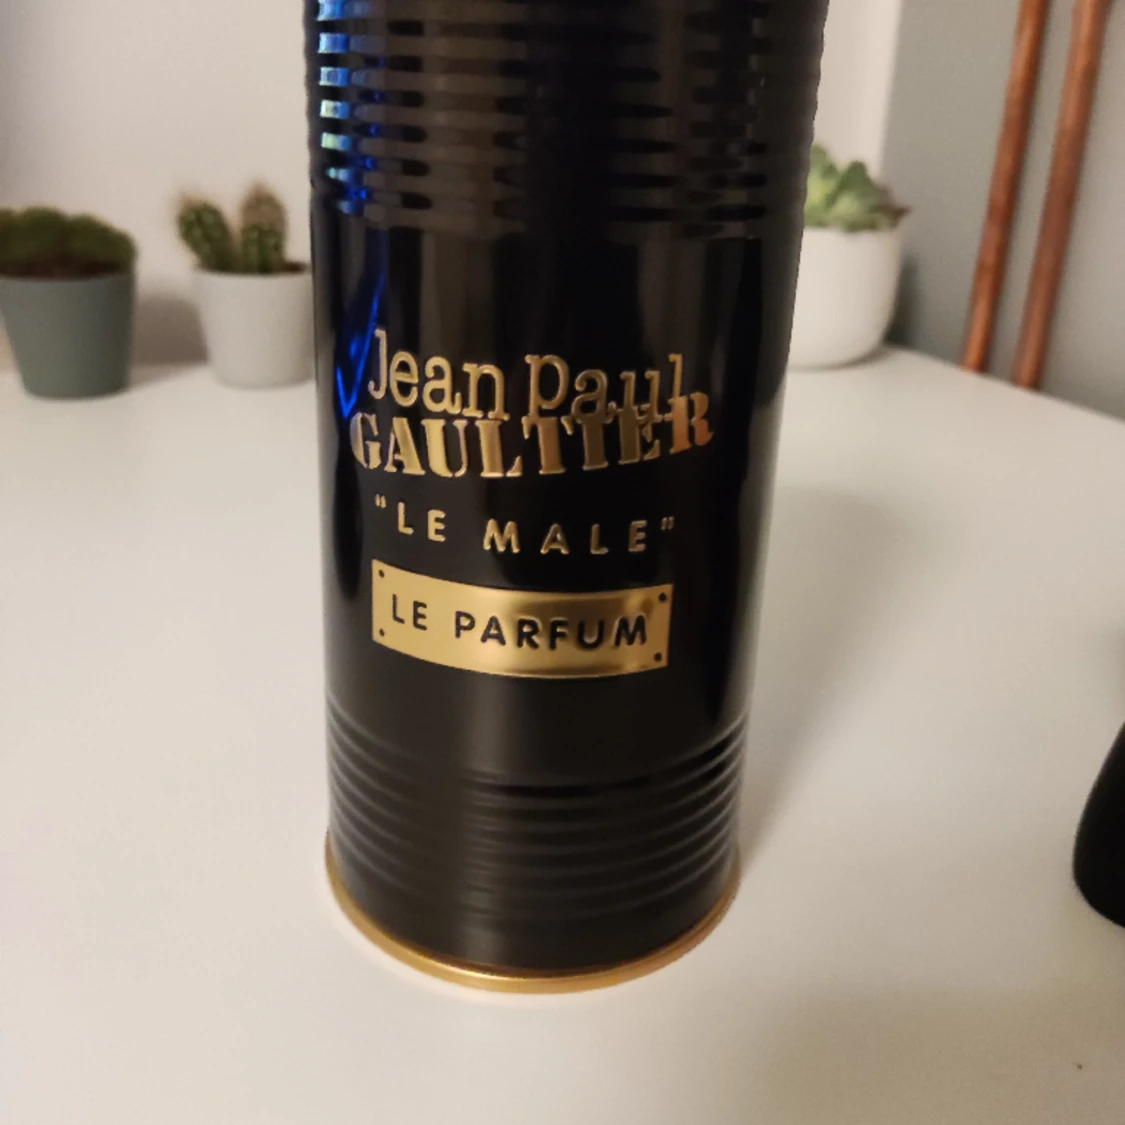 Jean Paul
GAULTIER
"LE MALE"
LE PARFUM